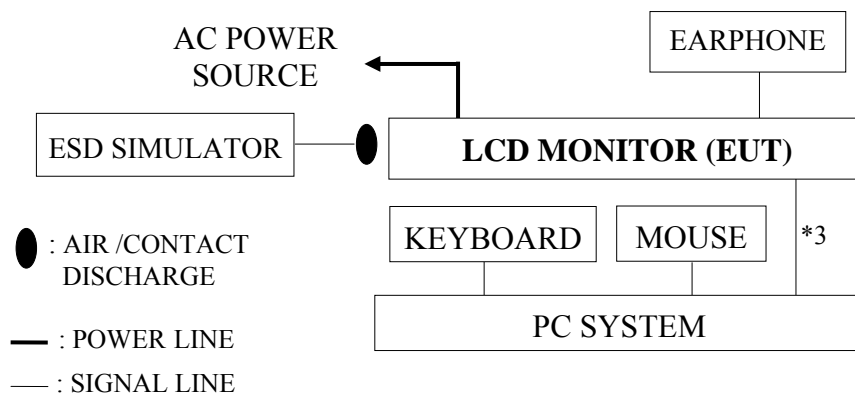 AC POWER
SOURCE
EARPHONE
ESD SIMULATOR
LCD MONITOR (EUT)
KEYBOARD
MOUSE
*3
: AIR /CONTACT
DISCHARGE
PC SYSTEM
: POWER LINE
: SIGNAL LINE